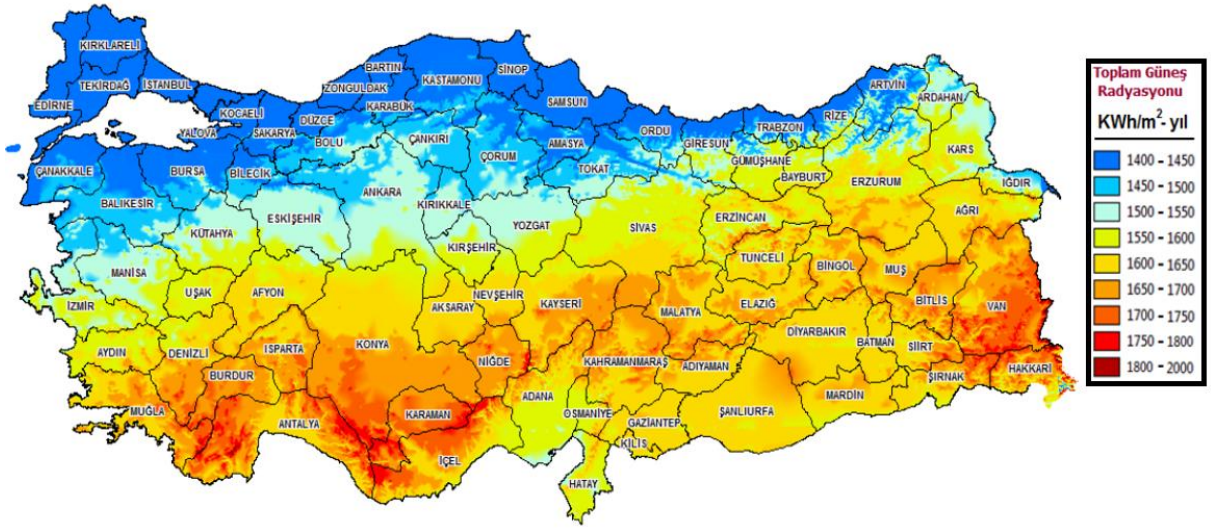 KIRKLARELİ
TEKİRDAĞ
İSTANBUL
EDİRNE
KOCAELİ
YALOVA
SAKARYA
DÜZCE
ZONGULDAK
BARTIN
KARABÜK
KASTAMONU
SİNOP
SAMSUN
BOLU
ÇANKIRI
ÇORUM
AMASYA
ORDU
TOKAT
GİRESUN
TRABZON
GÜMÜŞHANE
BAYBURT
RİZE
ARTVİN
ARDAHAN
KARS
IĞDIR
ÇANAKKALE
BALIKESİR
BURSA
BİLECİK
ESKİŞEHİR
ANKARA
KIRIKKALE
KIRŞEHİR
YOZGAT
SİVAS
ERZİNCAN
ERZURUM
AĞRI
KÜTAHYA
MANİSA
UŞAK
AFYON
İZMİR
AKSARAY
NEVŞEHİR
KAYSERİ
MALATYA
TUNCELİ
ELAZIĞ
BİNGÖL
MUŞ
BİTLİS
VAN
AYDIN
DENİZLİ
ISPARTA
BURDUR
KONYA
NİĞDE
KAHRAMANMARAŞ
ADIYAMAN
DİYARBAKIR
BATMAN
SİİRT
ŞIRNAK
HAKKARİ
MUĞLA
ANTALYA
KARAMAN
İÇEL
ADANA
OSMANİYE
GAZİANTEP
KİLİS
ŞANLIURFA
MARDİN
HATAY
Toplam Güneş
Radyasyonu
KWh/m²- yıl
1400 - 1450
1450 - 1500
1500 - 1550
1550 - 1600
1600 - 1650
1650 - 1700
1700 - 1750
1750 - 1800
1800 - 2000